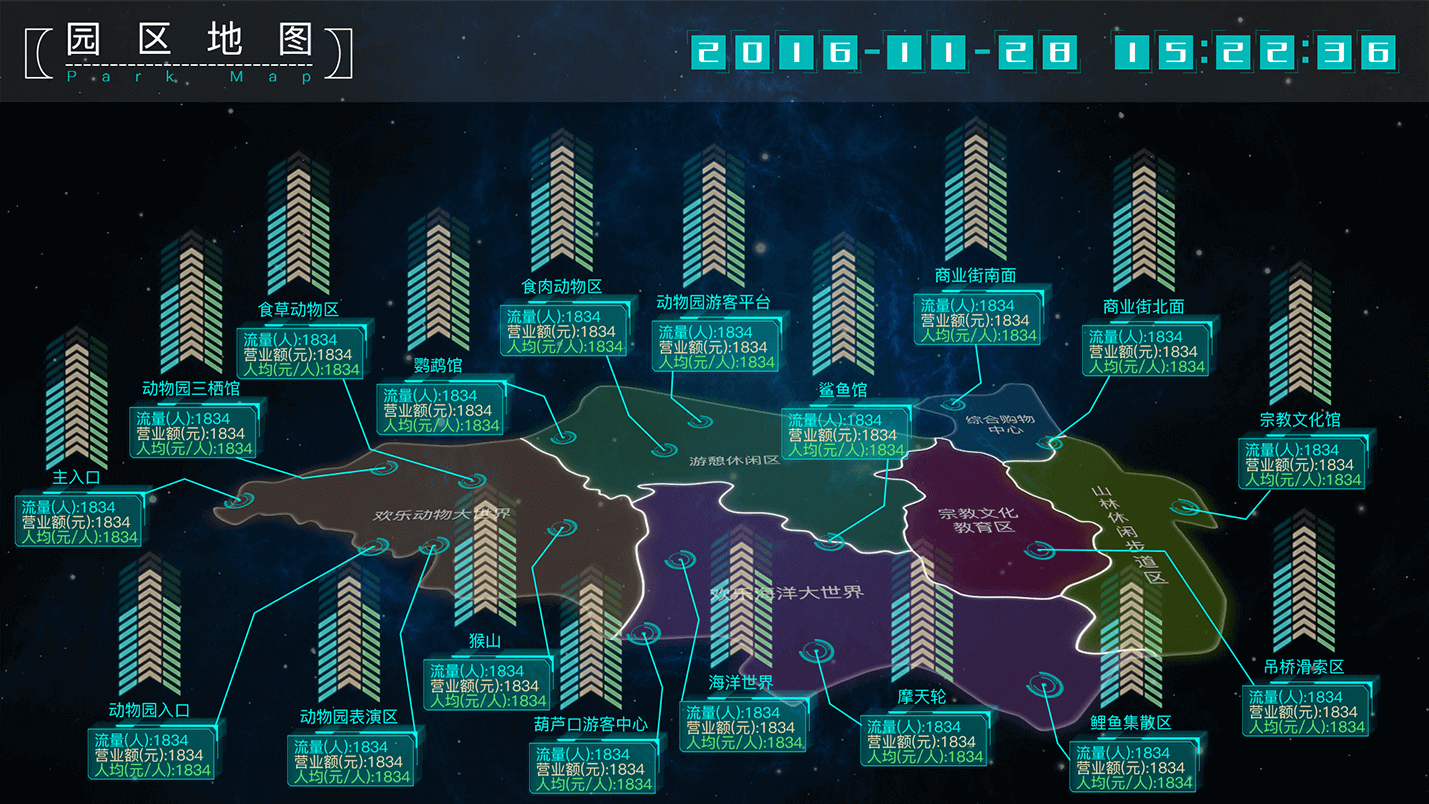 园区地图
Park Map
2016-11-28 15:22:36
商业街南面
流量(人):1834
营业额(元):1834
人均(元/人):1834
食肉动物区
流量(人):1834
营业额(元):1834
人均(元/人):1834
动物园游客平台
流量(人):1834
营业额(元):1834
人均(元/人):1834
商业街北面
流量(人):1834
营业额(元):1834
人均(元/人):1834
食草动物区
流量(人):1834
营业额(元):1834
人均(元/人):1834
鹦鹉馆
流量(人):1834
营业额(元):1834
人均(元/人):1834
动物园三栖馆
流量(人):1834
营业额(元):1834
人均(元/人):1834
鲨鱼馆
流量(人):1834
营业额(元):1834
人均(元/人):1834
宗教文化馆
流量(人):1834
营业额(元):1834
人均(元/人):1834
主入口
流量(人):1834
营业额(元):1834
人均(元/人):1834
综合购物
中心
游憩休闲区
欢乐动物大世界
宗教文化
教育区
山林休闲步道区
欢乐海洋大世界
猴山
流量(人):1834
营业额(元):1834
人均(元/人):1834
吊桥滑索区
流量(人):1834
营业额(元):1834
人均(元/人):1834
海洋世界
流量(人):1834
营业额(元):1834
人均(元/人):1834
摩天轮
流量(人):1834
营业额(元):1834
人均(元/人):1834
动物园入口
流量(人):1834
营业额(元):1834
人均(元/人):1834
动物园表演区
流量(人):1834
营业额(元):1834
人均(元/人):1834
葫芦口游客中心
流量(人):1834
营业额(元):1834
人均(元/人):1834
鲤鱼集散区
流量(人):1834
营业额(元):1834
人均(元/人):1834